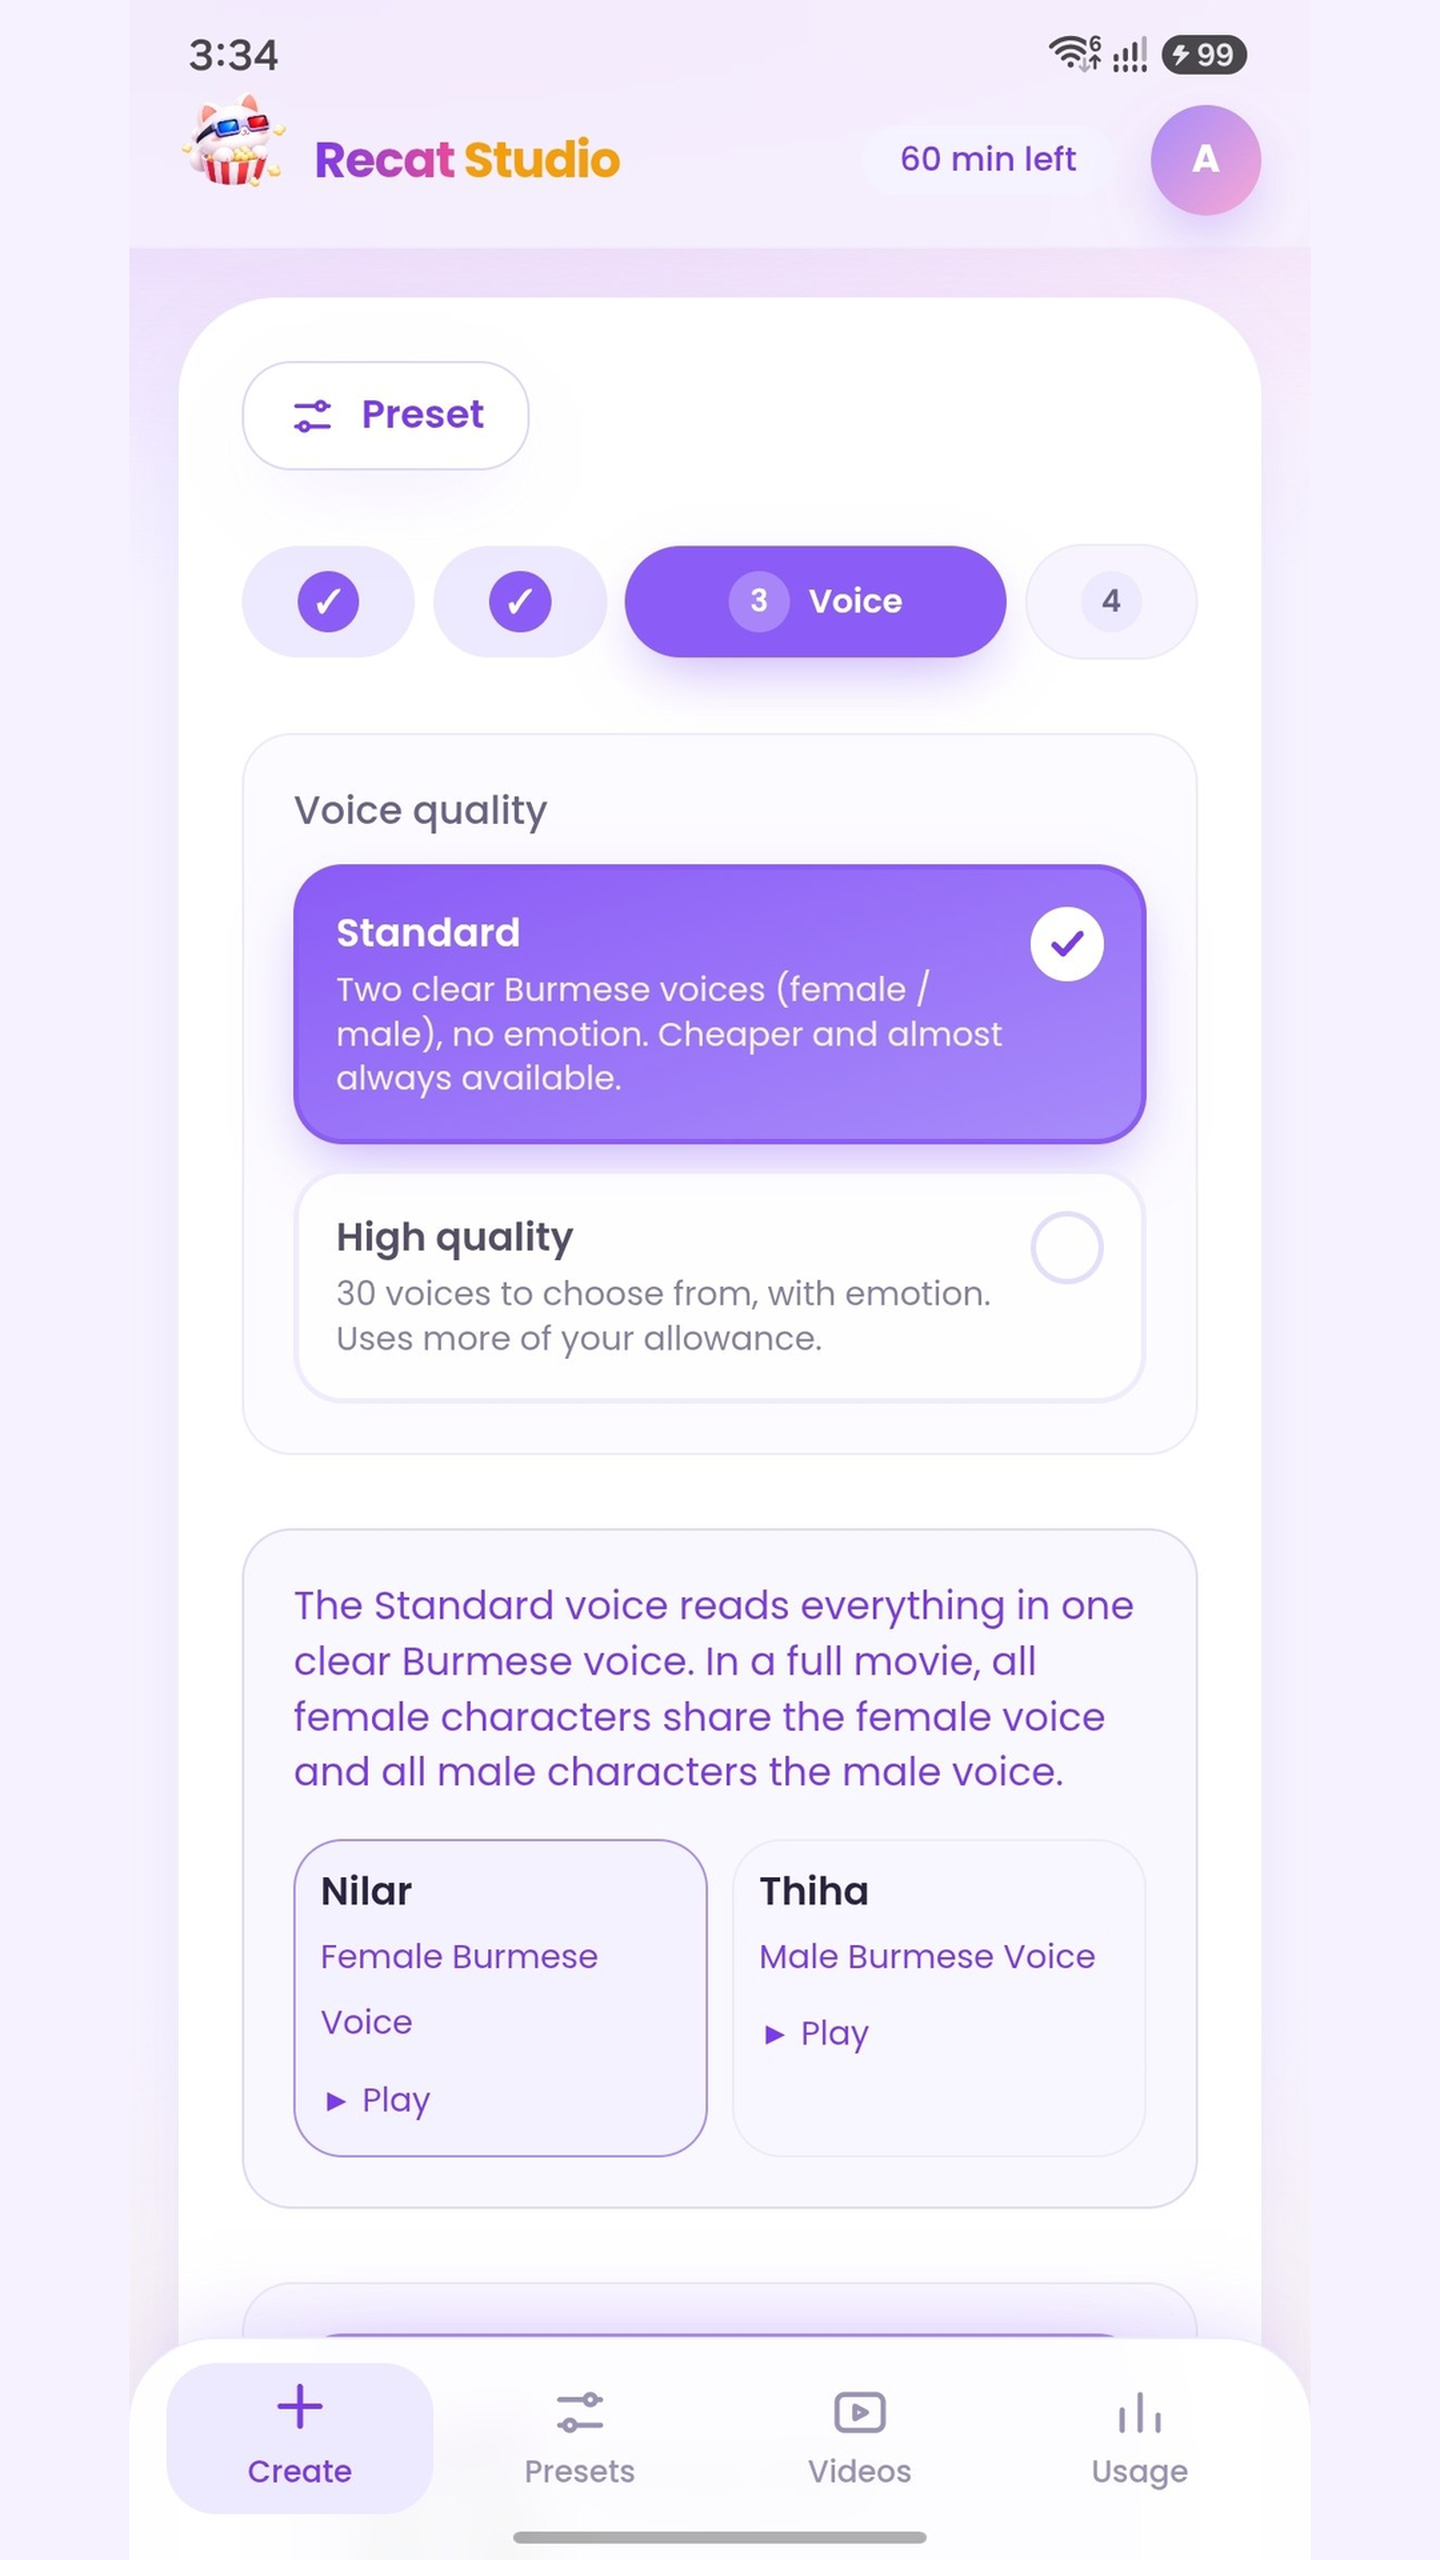 3:34
6
99
Recat Studio
60 min left
A
Preset
3 Voice
4
Voice quality
Standard
Two clear Burmese voices (female /
male), no emotion. Cheaper and almost
always available.
High quality
30 voices to choose from, with emotion.
Uses more of your allowance.
The Standard voice reads everything in one
clear Burmese voice. In a full movie, all
female characters share the female voice
and all male characters the male voice.
Nilar
Female Burmese
Voice
► Play
Thiha
Male Burmese Voice
► Play
Create
Presets
Videos
Usage